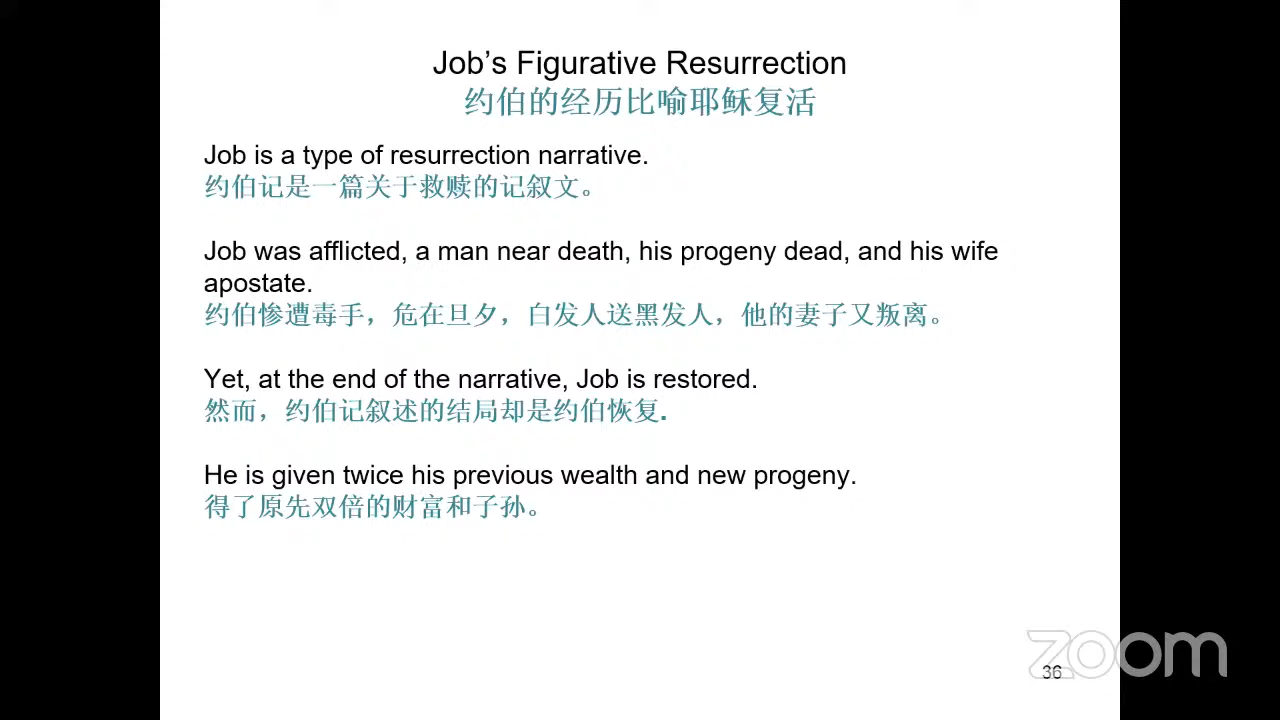 Job’s Figurative Resurrection
约伯的经历比喻耶稣复活
Job is a type of resurrection narrative.
约伯记是一篇关于救赎的记叙文。
Job was afflicted, a man near death, his progeny dead, and his wife
apostate.
约伯惨遭毒手，危在旦夕，白发人送黑发人，他的妻子又叛离。
Yet, at the end of the narrative, Job is restored.
然而，约伯记叙述的结局却是约伯恢复.
He is given twice his previous wealth and new progeny.
得了原先双倍的财富和子孙。
zoom
36